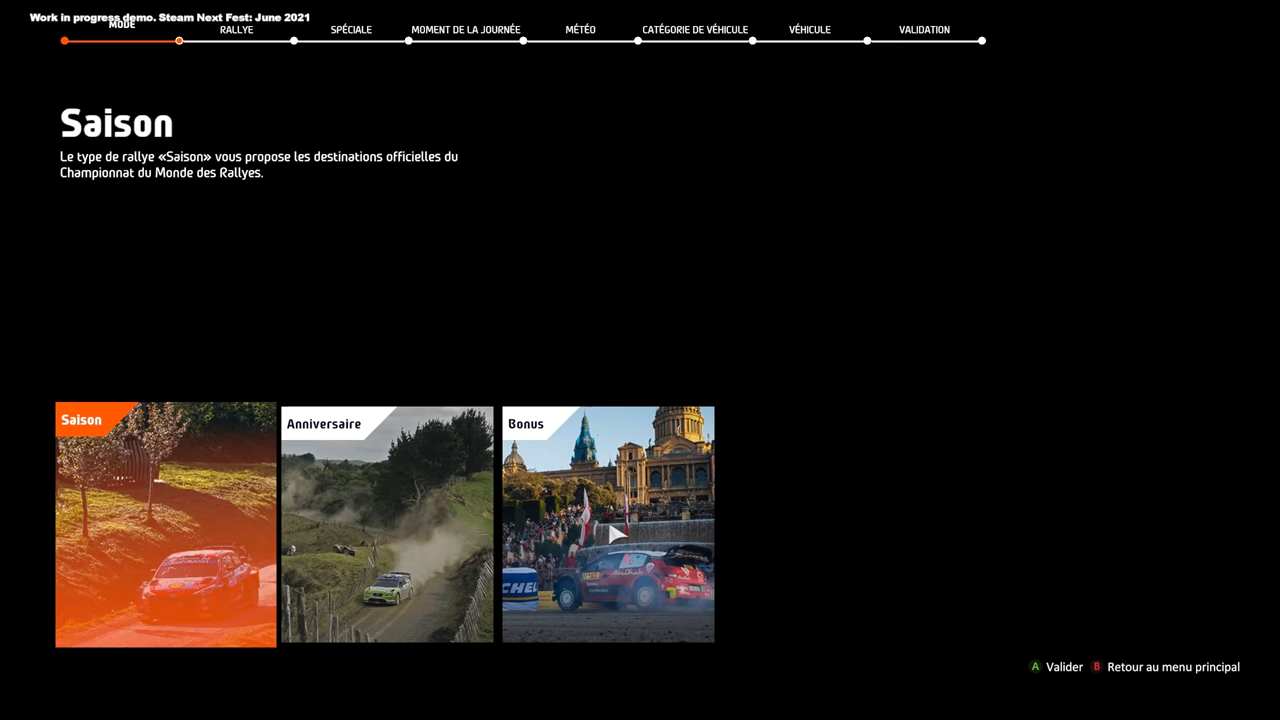 Work in progress demo. Steam Next Fest: June 2021
MODE
RALLYE
SPÉCIALE
MOMENT DE LA JOURNÉE
MÉTÉO
CATÉGORIE DE VÉHICULE
VÉHICULE
VALIDATION
Saison
Le type de rallye «Saison» vous propose les destinations officielles du
Championnat du Monde des Rallyes.
Saison
Anniversaire
Bonus
CHEL
A Valider B Retour au menu principal